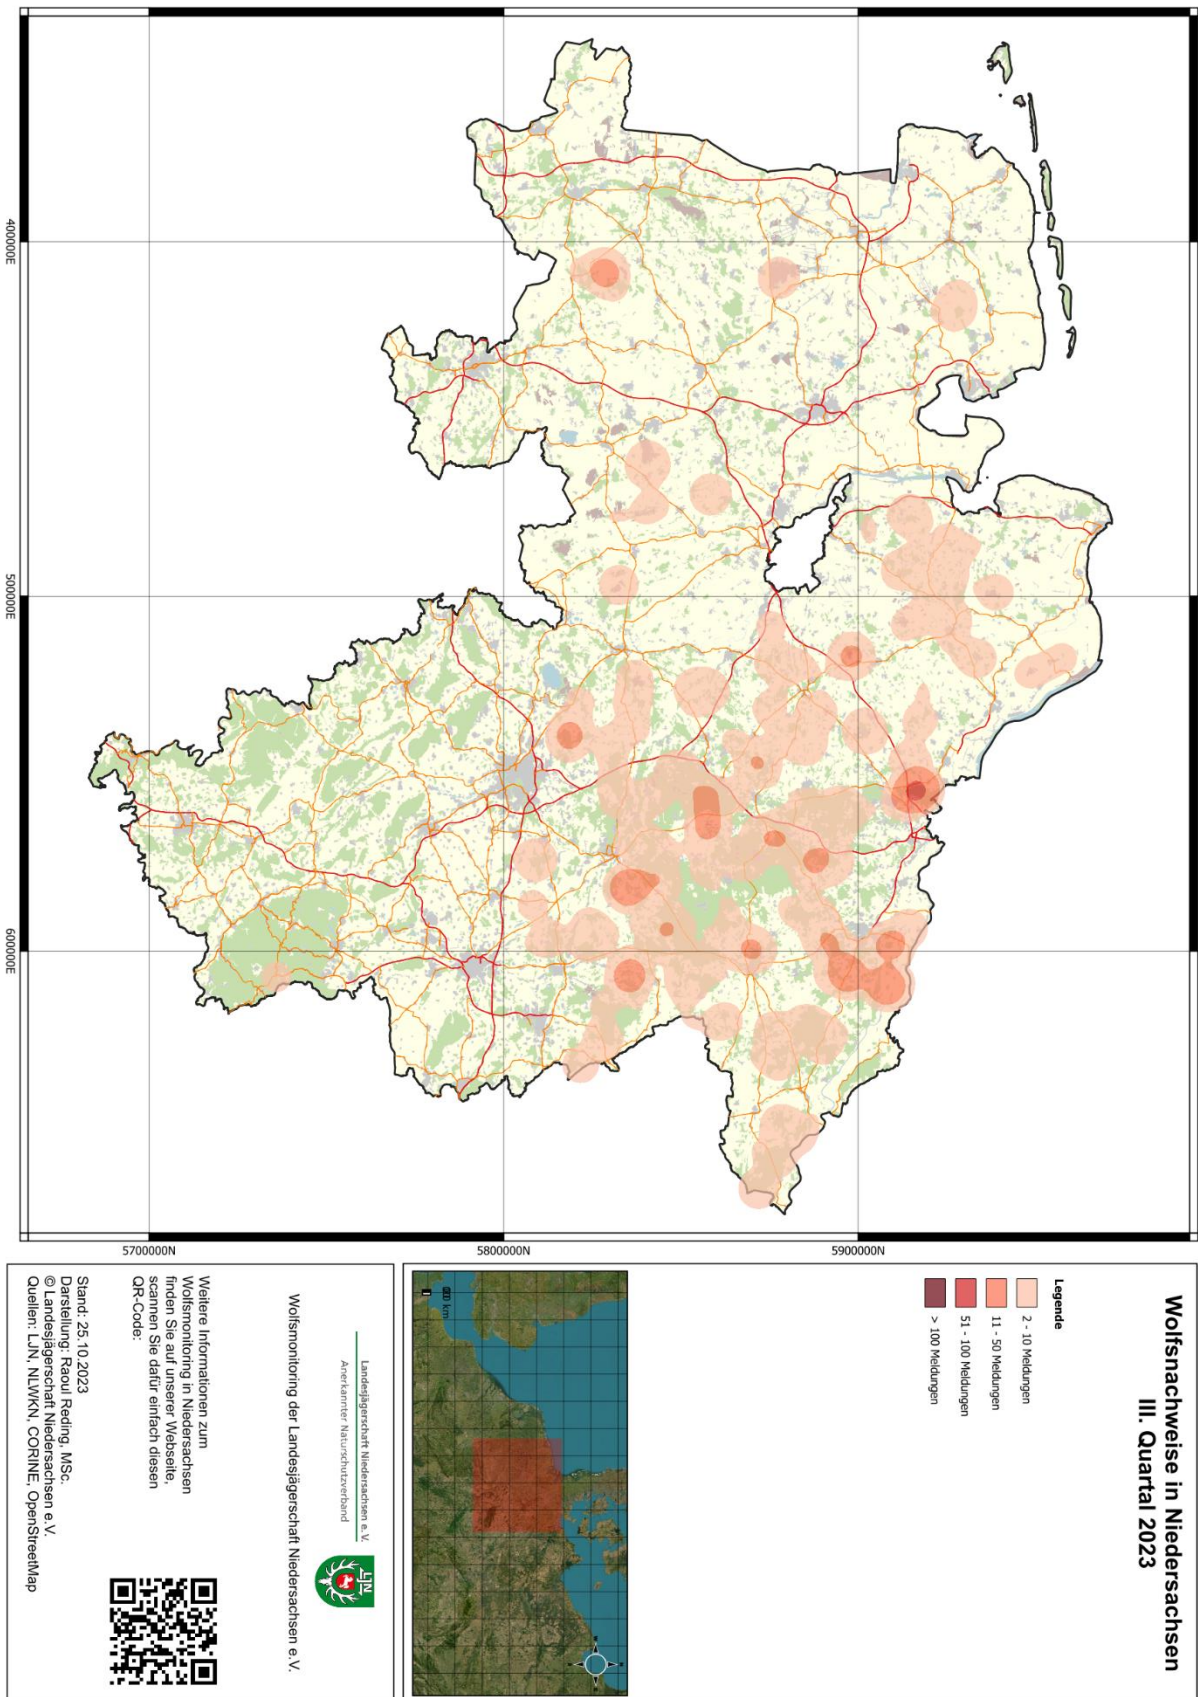 Wolfsnachweise in Niedersachsen
III. Quartal 2023
Legende
2 - 10 Meldungen
11 - 50 Meldungen
51 - 100 Meldungen
> 100 Meldungen
400000E
500000E
600000E
5700000N
5800000N
5900000N
Landesjägerschaft Niedersachsen e.V.
Anerkannter Naturschutzverband
LJN
Wolfsmonitoring der Landesjägerschaft Niedersachsen e.V.
Weitere Informationen zum
Wolfsmonitoring in Niedersachsen
finden Sie auf unserer Webseite,
scannen Sie dafür einfach diesen
QR-Code:
Stand: 25.10.2023
Darstellung: Raoul Reding, MSc.
© Landesjägerschaft Niedersachsen e.V.
Quellen: LJN, NLWKN, CORINE, OpenStreetMap